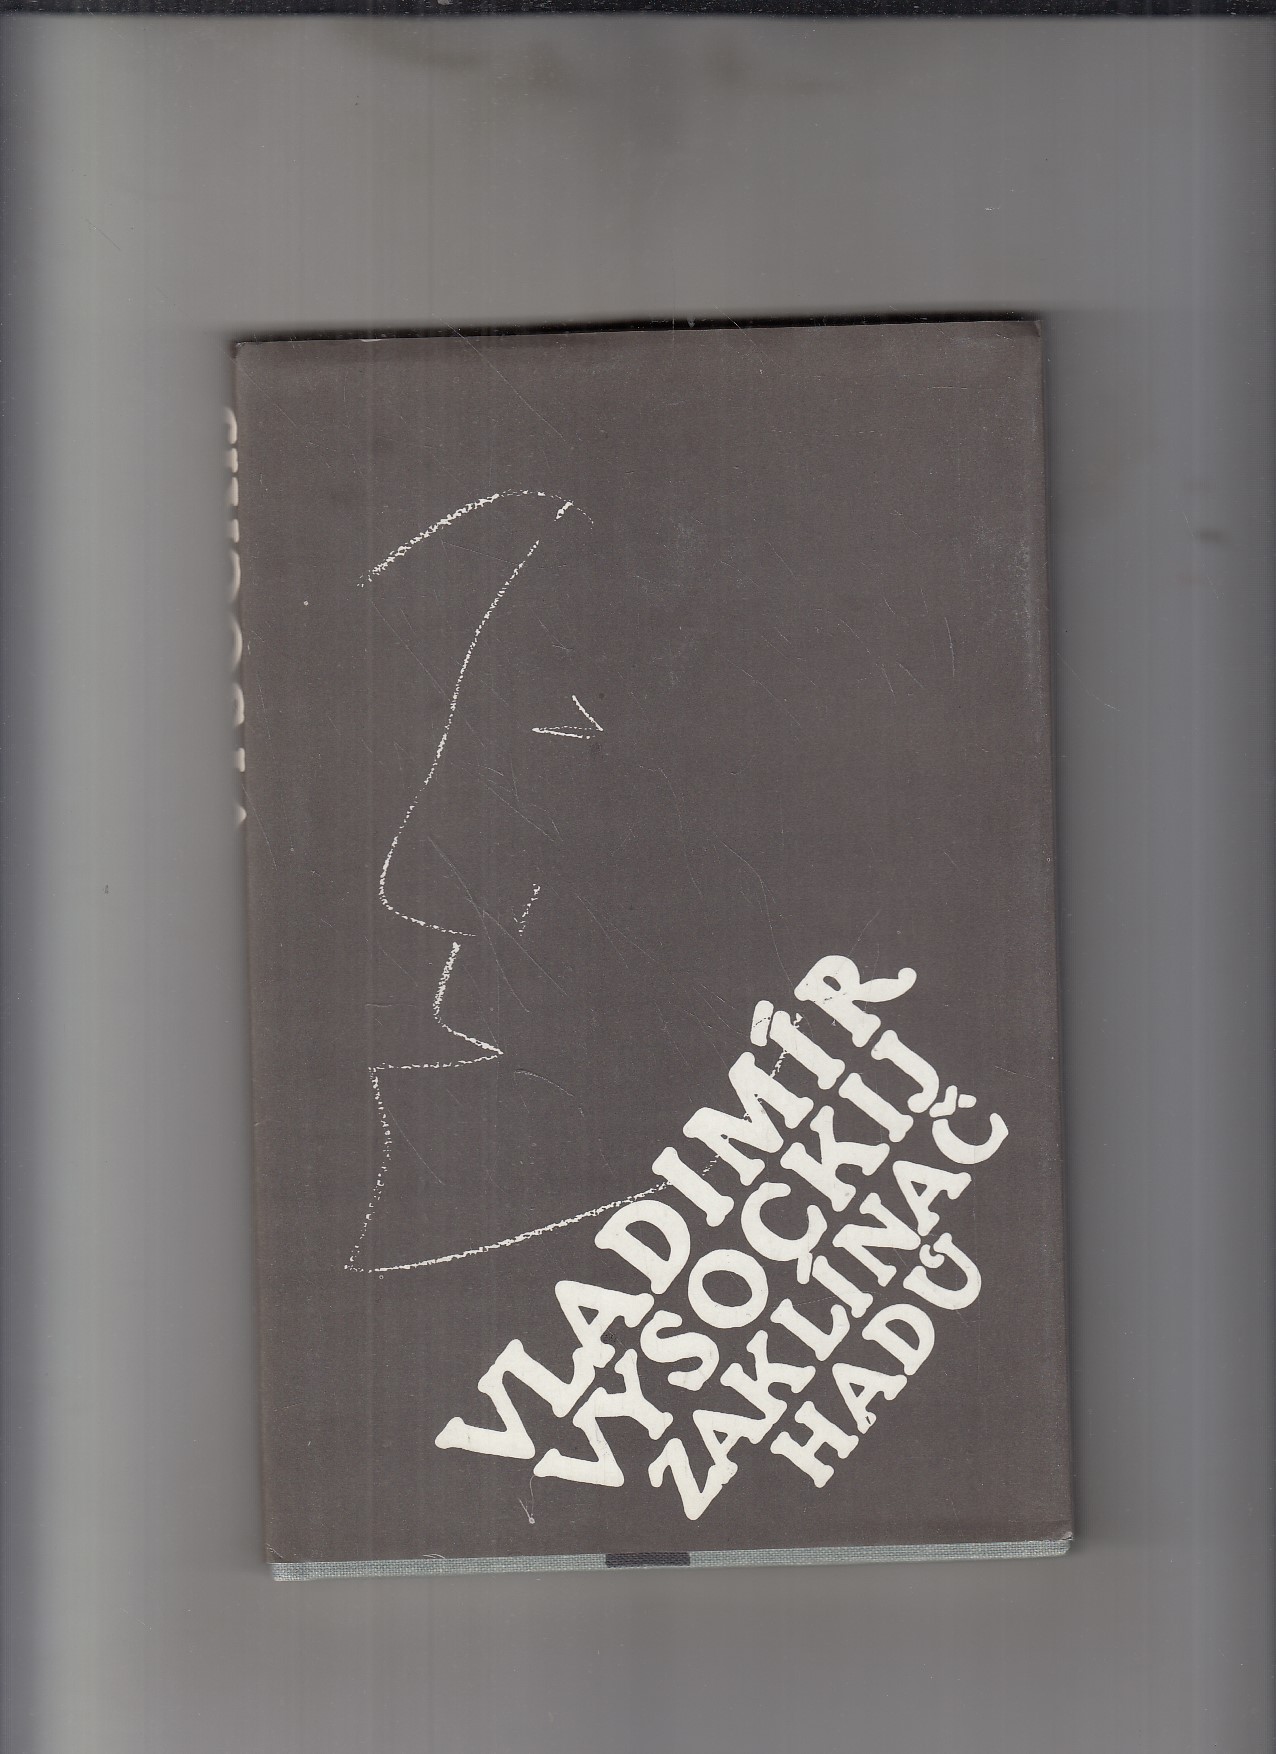 VLADIMÍR
VYSOCKIJ
ZAKLÍNAČ
HADŮ